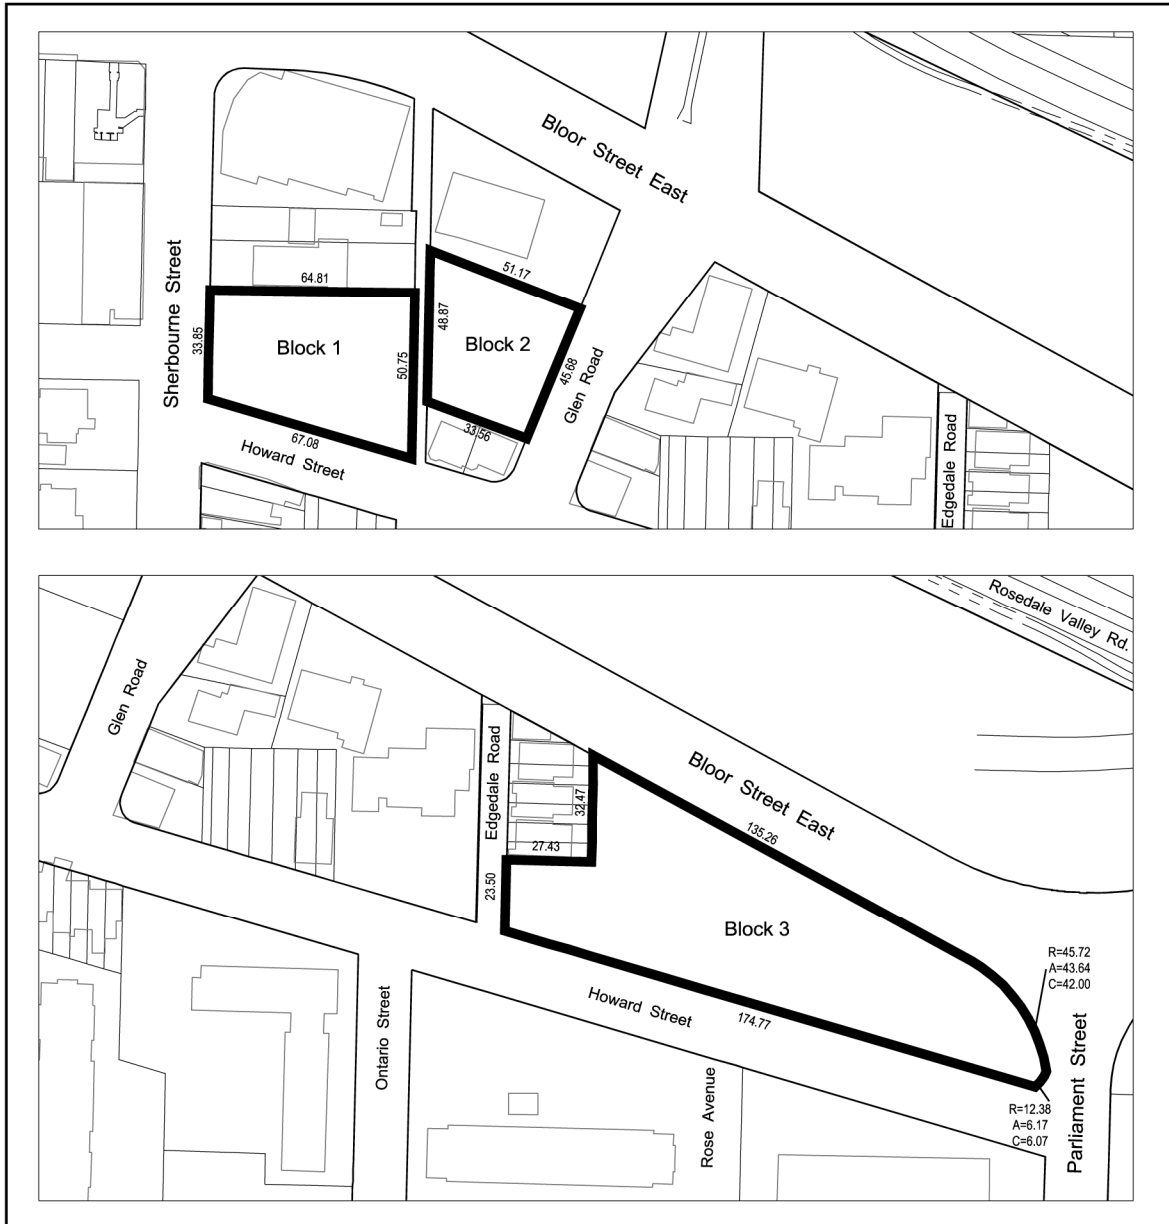 Bloor Street East
Sherbourne Street
64.81
51.17
33.85
Block 1
50.75
48.87
Block 2
45.68
Glen Road
67.08
33.56
Howard Street
Edgedale Road
Rosedale Valley Rd.
Glen Road
Edgedale Road
Bloor Street East
32.47
135.26
27.43
23.50
Block 3
R=45.72
A=43.64
C=42.00
Howard Street
174.77
Ontario Street
Rose Avenue
Parliament Street
R=12.38
A=6.17
C=6.07